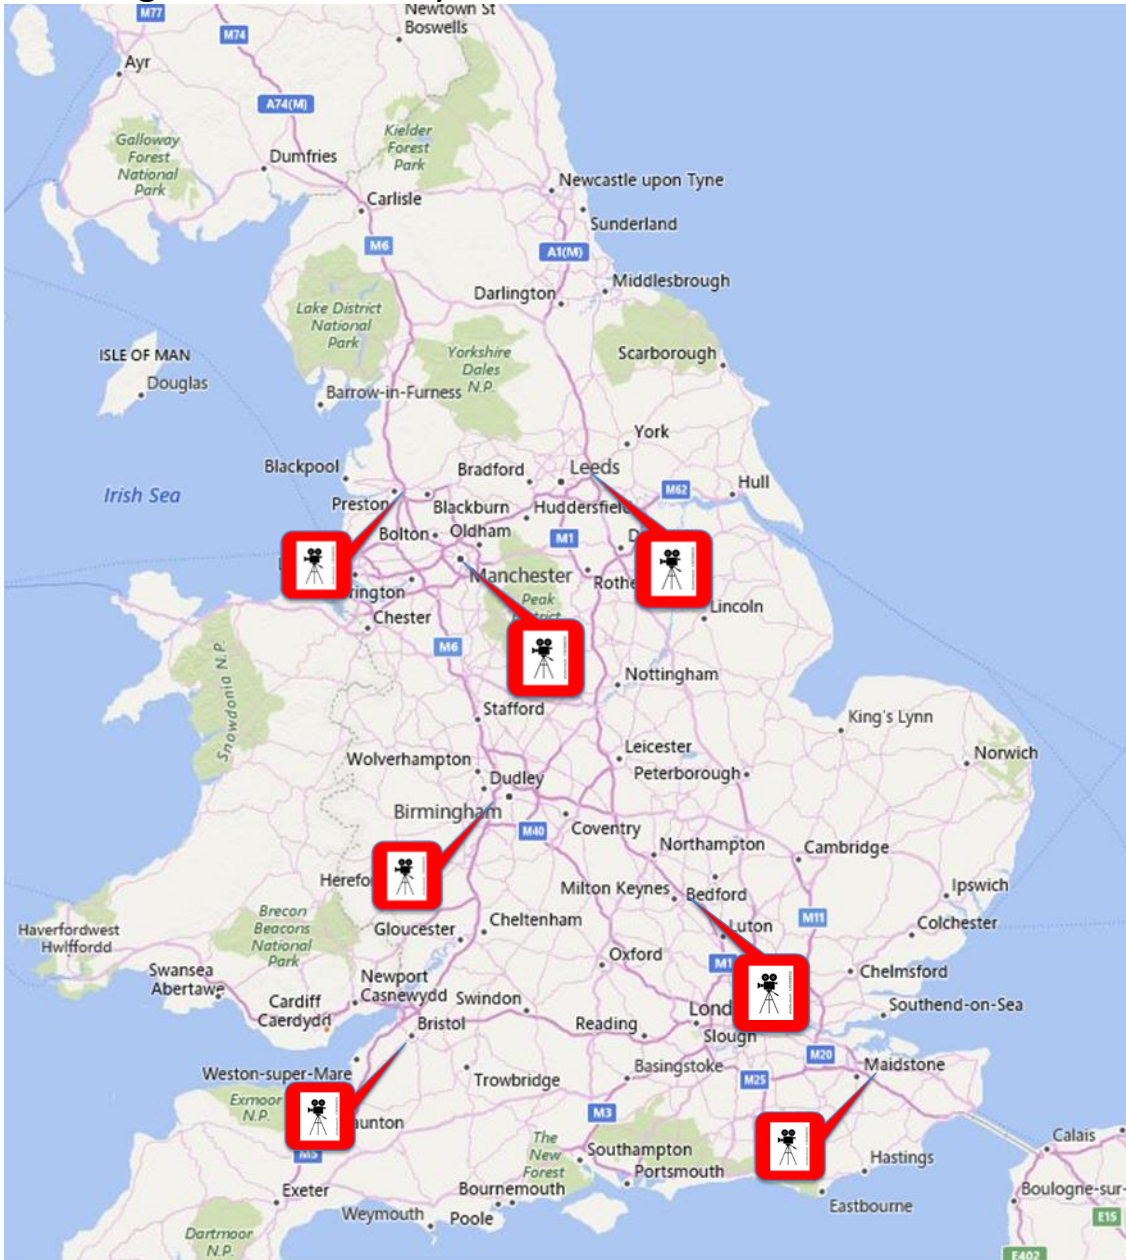 M77
Newtown St
Boswells
M74
Ayr
A74(M)
Kielder
Forest
Park
Galloway
Forest
National
Park
Dumfries
Newcastle upon Tyne
Carlisle
Sunderland
M6
A1(M)
Middlesbrough
Darlington
Lake District
National
Park
Yorkshire
Dales
N.P.
Scarborough
ISLE OF MAN
Douglas
Barrow-in-Furness
York
Blackpool
Bradford
Leeds
Irish Sea
M62
Hull
Preston
Blackburn
Huddersfield
Bolton
Oldham
M1
Manchester
Peak
Lincoln
Chester
M6
Snowdonia N.P.
Nottingham
Stafford
King's Lynn
Norwich
Wolverhampton
Leicester
Peterborough
Dudley
Birmingham
M40
Coventry
Northampton
Cambridge
Milton Keynes
Bedford
Ipswich
Brecon
Beacons
National
Park
Cheltenham
Gloucester
Luton
M11
Colchester
Haverfordwest
Hwlffordd
Oxford
M1
Chelmsford
Swansea
Abertawe
Newport
Casnewydd
Swindon
Cardiff
Caerdydd
Southend-on-Sea
Bristol
Reading
Slough
M20
Maidstone
Weston-super-Mare
Trowbridge
Basingstoke
M25
Exmoor
N.P.
M3
M5
The
New
Forest
Southampton
Portsmouth
Calais
Hastings
Exeter
Bournemouth
Eastbourne
Boulogne-sur-
Weymouth
Poole
E15
Dartmoor
N.P.
E402